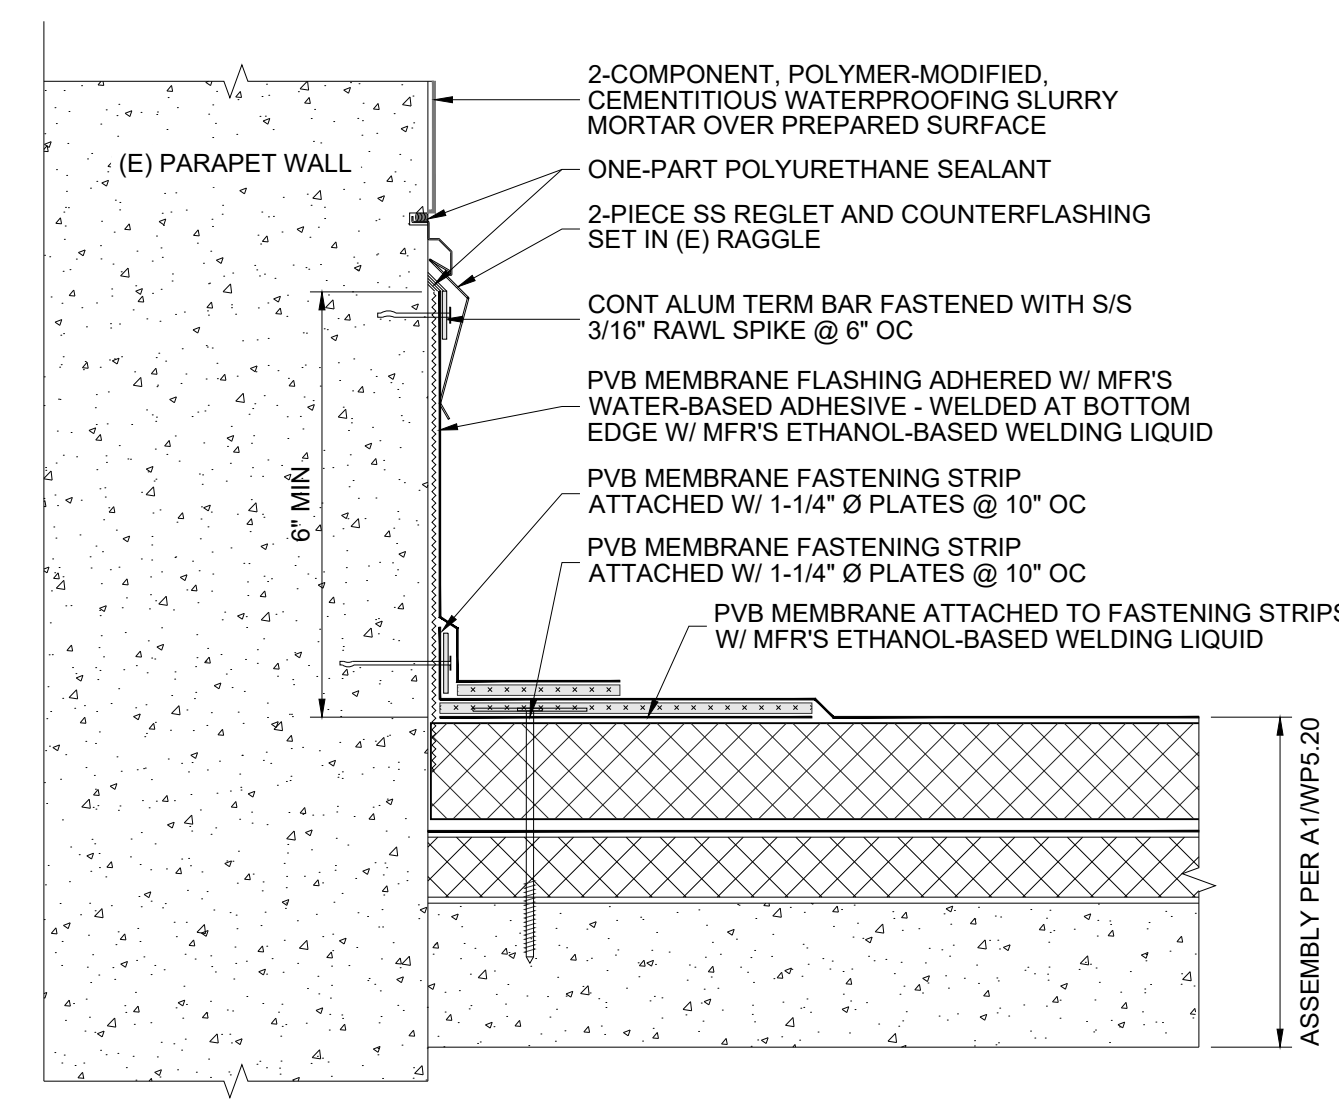 2-COMPONENT, POLYMER-MODIFIED,
CEMENTITIOUS WATERPROOFING SLURRY
MORTAR OVER PREPARED SURFACE
(E) PARAPET WALL
ONE-PART POLYURETHANE SEALANT
2-PIECE SS REGLET AND COUNTERFLASHING
SET IN (E) RAGGLE
CONT ALUM TERM BAR FASTENED WITH S/S
3/16" RAWL SPIKE @ 6" OC
PVB MEMBRANE FLASHING ADHERED W/ MFR'S
WATER-BASED ADHESIVE - WELDED AT BOTTOM
EDGE W/ MFR'S ETHANOL-BASED WELDING LIQUID
6" MIN
PVB MEMBRANE FASTENING STRIP
ATTACHED W/ 1-1/4" Ø PLATES @ 10" OC
PVB MEMBRANE FASTENING STRIP
ATTACHED W/ 1-1/4" Ø PLATES @ 10" OC
PVB MEMBRANE ATTACHED TO FASTENING STRIPS
W/ MFR'S ETHANOL-BASED WELDING LIQUID
ASSEMBLY PER A1/WP5.20